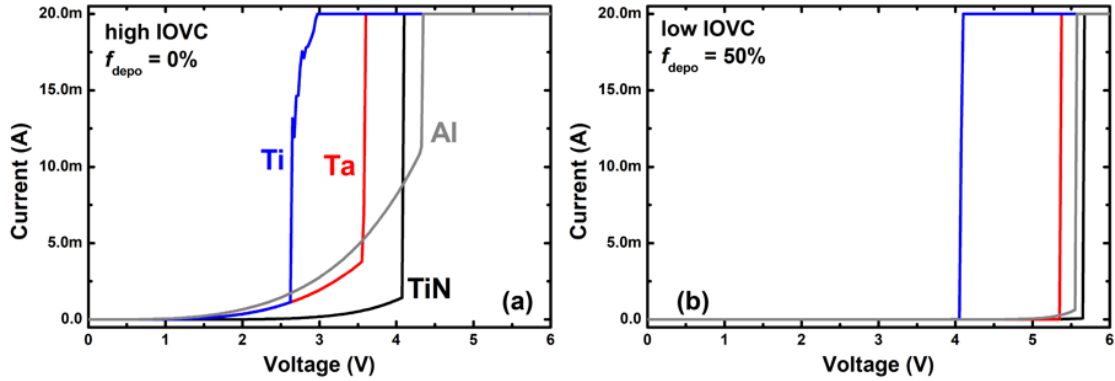 high IOVC
f_depo = 0%
Ti
Ta
Al
TiN
(a)
20.0m
15.0m
10.0m
5.0m
0.0
Current (A)
0 1 2 3 4 5 6
Voltage (V)
low IOVC
f_depo = 50%
(b)
20.0m
15.0m
10.0m
5.0m
0.0
Current (A)
0 1 2 3 4 5 6
Voltage (V)